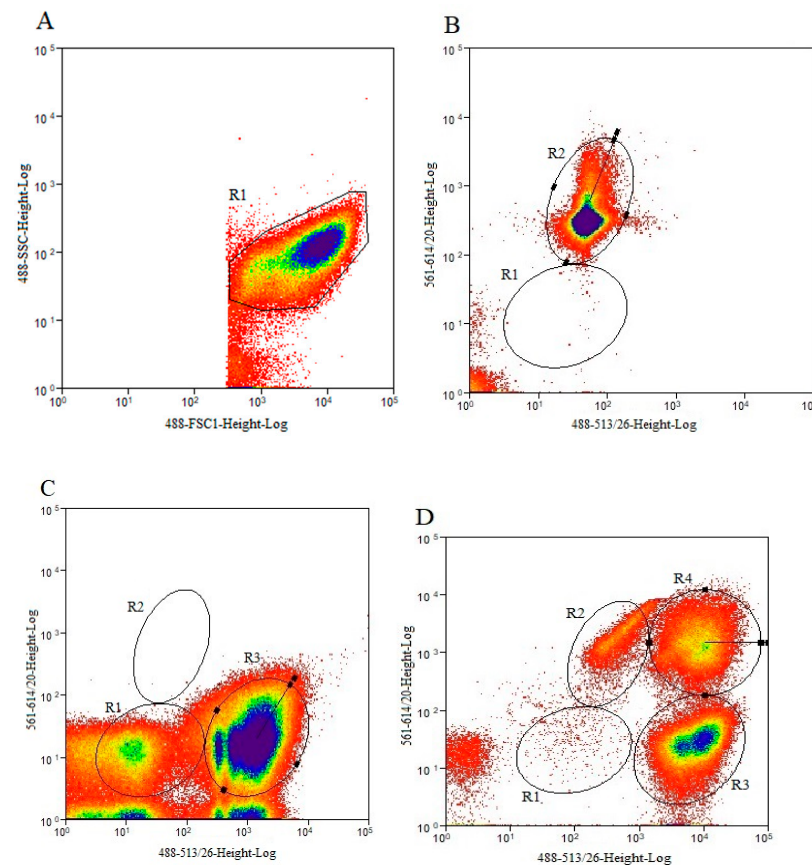 A
10^5
10^4
10^3
10^2
10^1
10^0
488-SSC-Height-Log
R1
10^0 10^1 10^2 10^3 10^4 10^5
488-FSC1-Height-Log
B
10^5
10^4
10^3
10^2
10^1
10^0
561-614/20-Height-Log
R2
R1
10^0 10^1 10^2 10^3
488-513/26-Height-Log
C
10^5
10^4
10^3
10^2
10^1
10^0
561-614/20-Height-Log
R2
R3
R1
10^0 10^1 10^2 10^3 10^4 10^5
488-513/26-Height-Log
D
10^5
10^4
10^3
10^2
10^1
10^0
561-614/20-Height-Log
R4
R2
R1
R3
10^0 10^1 10^2 10^3 10^4 10^5
488-513/26-Height-Log